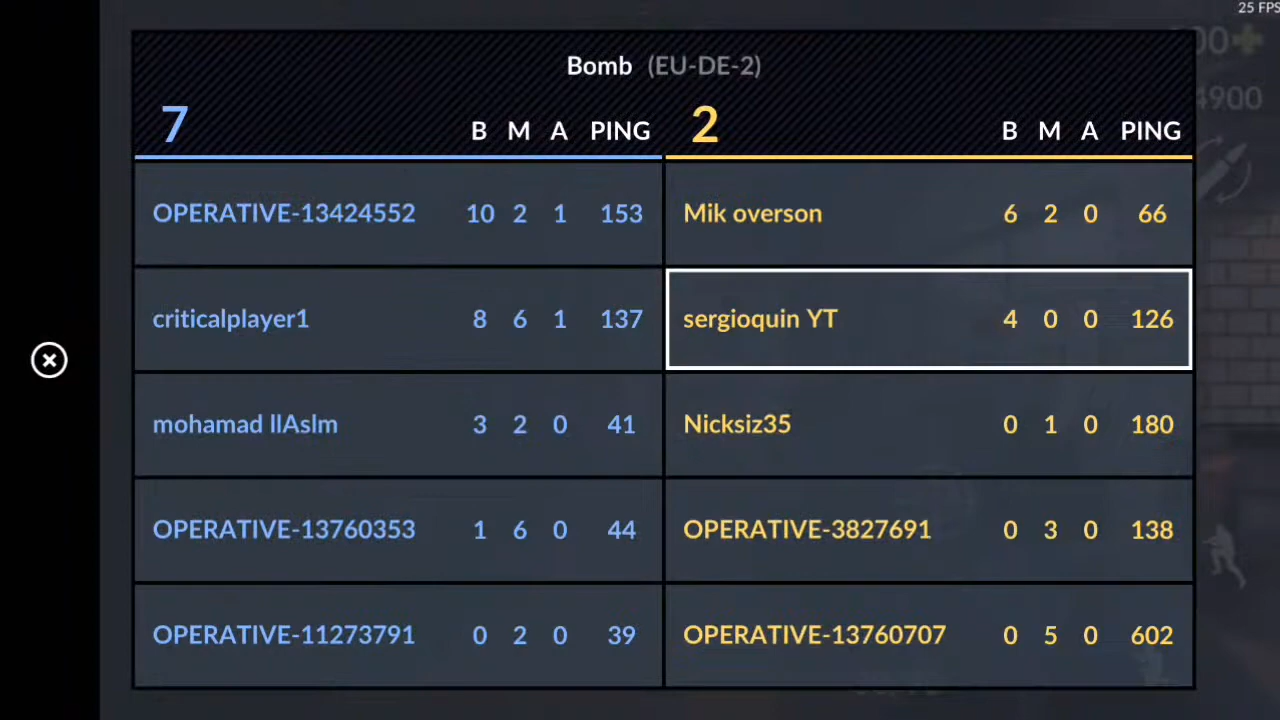 25 FPS
Bomb (EU-DE-2)
7 B M A PING 2 B M A PING
4900
OPERATIVE-13424552 10 2 1 153 Mik overson 6 2 0 66
criticalplayer1 8 6 1 137 sergioquin YT 4 0 0 126
mohamad llAslm 3 2 0 41 Nicksiz35 0 1 0 180
OPERATIVE-13760353 1 6 0 44 OPERATIVE-3827691 0 3 0 138
OPERATIVE-11273791 0 2 0 39 OPERATIVE-13760707 0 5 0 602